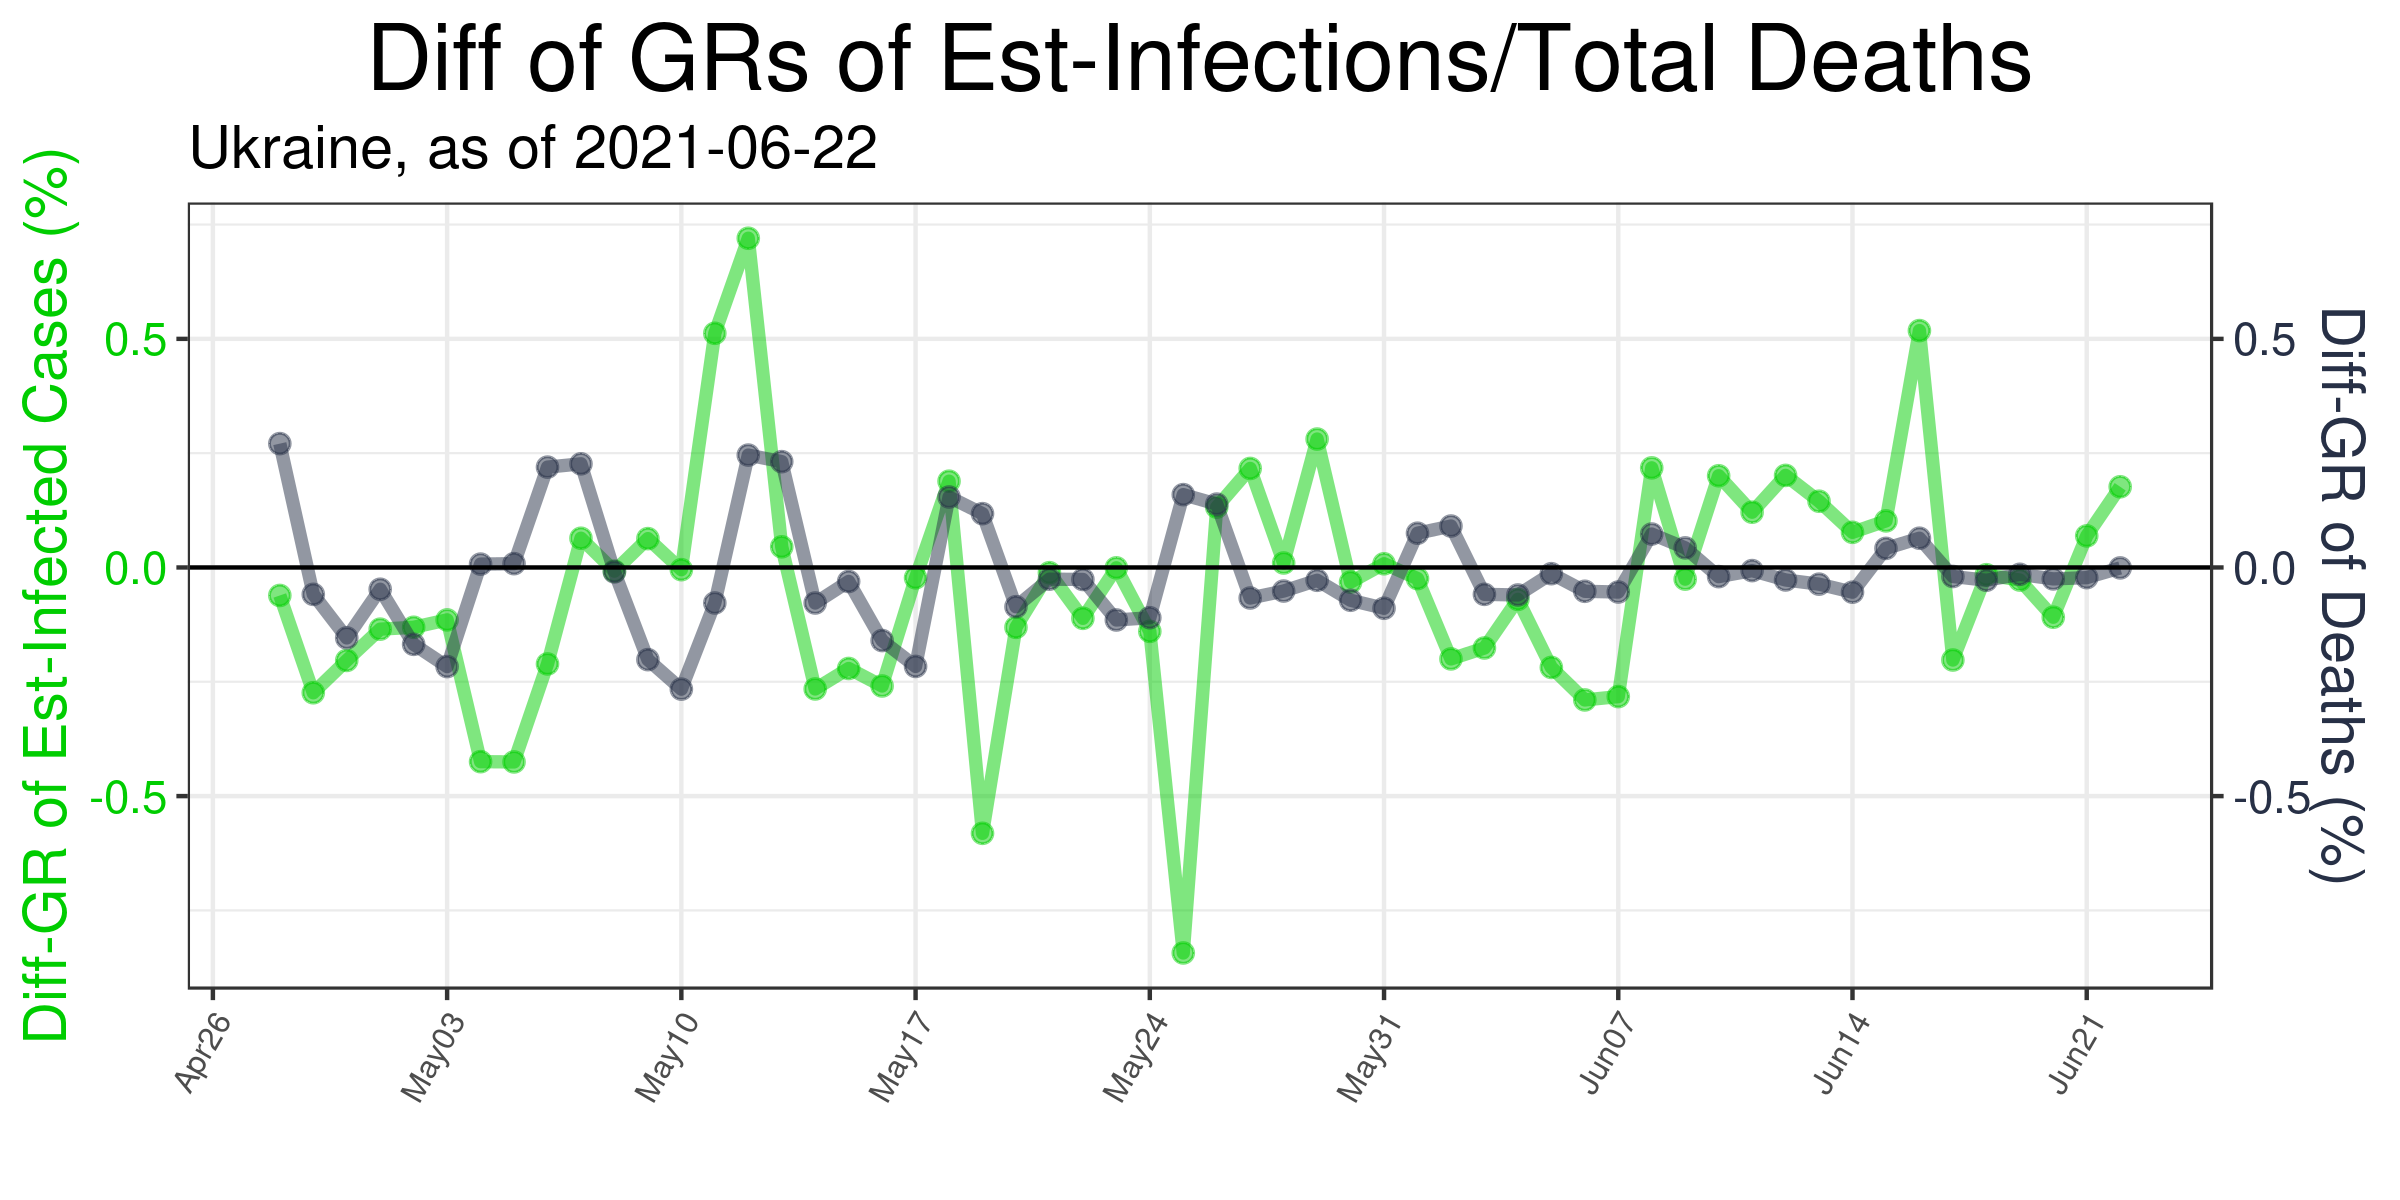 Diff of GRs of Est-Infections/Total Deaths
Ukraine, as of 2021-06-22
Diff-GR of Est-Infected Cases (%)
0.5
0.0
-0.5
0.5
0.0
-0.5
Diff-GR of Deaths (%)
Apr26
May03
May10
May17
May24
May31
Jun07
Jun14
Jun21